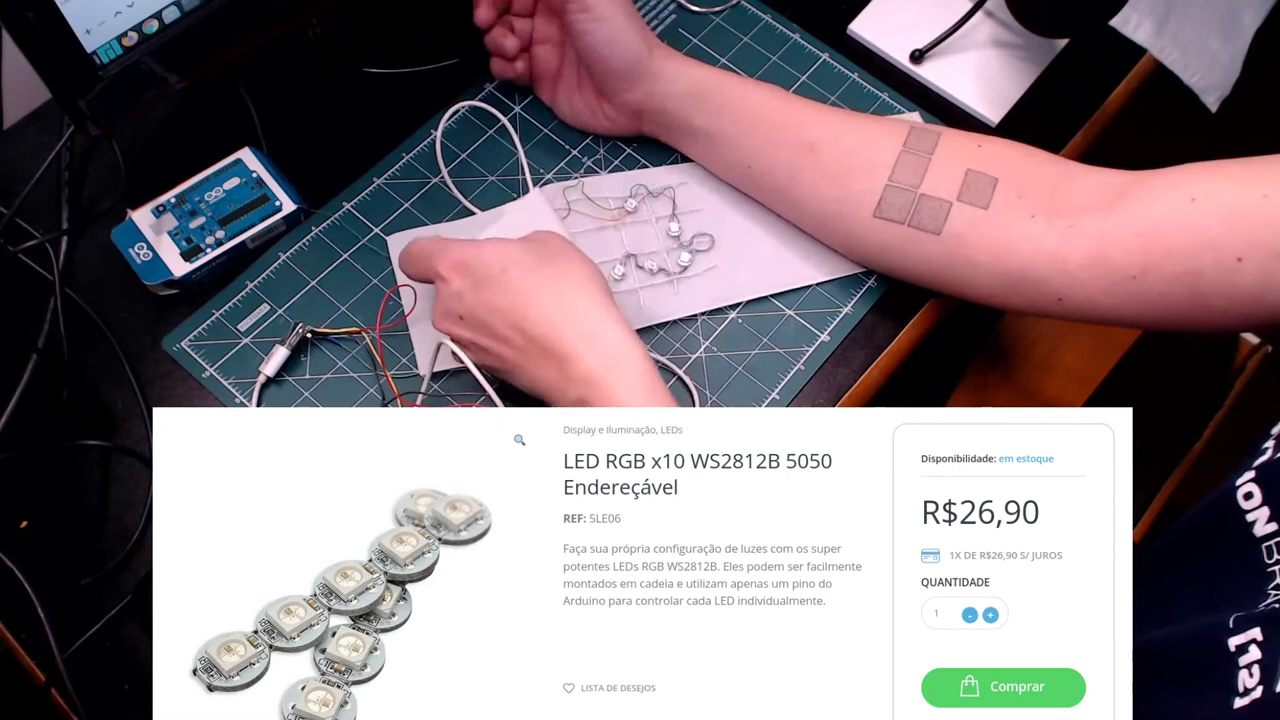 Display e Iluminação, LEDs
LED RGB x10 WS2812B 5050
Endereçável
REF: 5LE06
Faça sua própria configuração de luzes com os super
potentes LEDs RGB WS2812B. Eles podem ser facilmente
montados em cadeia e utilizam apenas um pino do
Arduino para controlar cada LED individualmente.
LISTA DE DESEJOS
Disponibilidade: em estoque
R$26,90
1X DE R$26,90 S/ JUROS
QUANTIDADE
1
-
+
Comprar
[12]